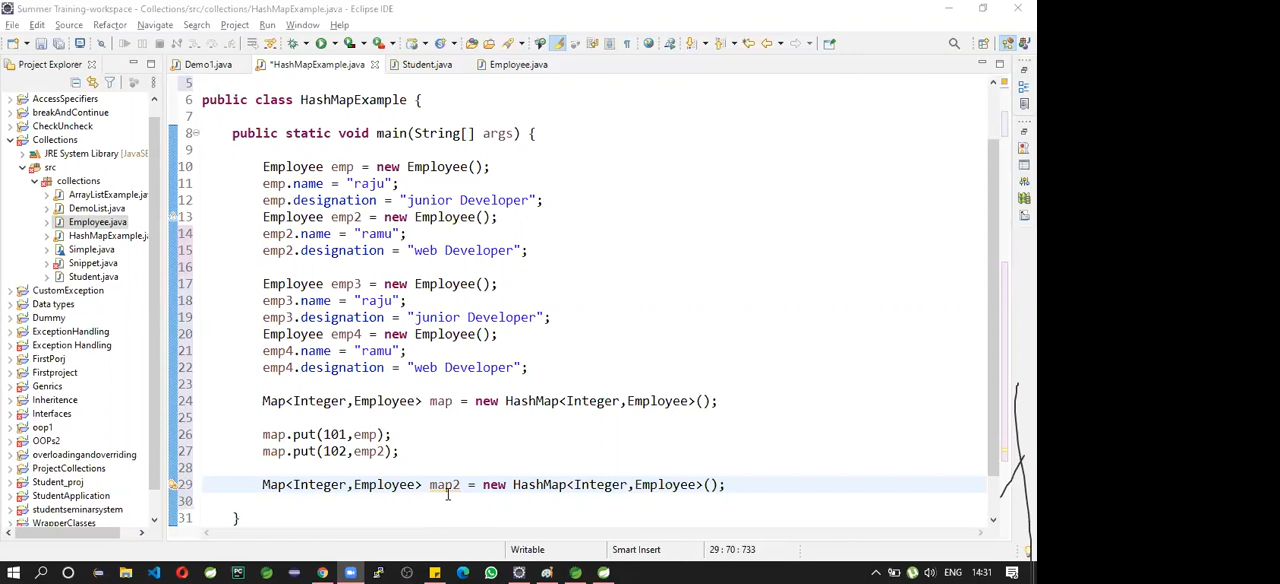 Summer Training-workspace - Collections/src/collections/HashMapExample.java - Eclipse IDE
File Edit Source Refactor Navigate Search Project Run Window Help
Project Explorer
Demo1.java
*HashMapExample.java
Student.java
Employee.java
AccessSpecifiers
breakAndContinue
CheckUncheck
Collections
JRE System Library [JavaSE
src
collections
ArrayListExample.ja
DemoList.java
Employee.java
HashMapExample.j
Simple.java
Snippet.java
Student.java
CustomException
Data types
Dummy
ExceptionHandling
Exception Handling
FirstPorj
Firstproject
Genrics
Inheritence
Interfaces
oop1
OOPs2
overloadingandoverriding
ProjectCollections
Student_proj
StudentApplication
studentseminarsystem
WrapperClasses
5
6 public class HashMapExample {
7
8 public static void main(String[] args) {
9
10 Employee emp = new Employee();
11 emp.name = "raju";
12 emp.designation = "junior Developer";
13 Employee emp2 = new Employee();
14 emp2.name = "ramu";
15 emp2.designation = "web Developer";
16
17 Employee emp3 = new Employee();
18 emp3.name = "raju";
19 emp3.designation = "junior Developer";
20 Employee emp4 = new Employee();
21 emp4.name = "ramu";
22 emp4.designation = "web Developer";
23
24 Map<Integer,Employee> map = new HashMap<Integer,Employee>();
25
26 map.put(101,emp);
27 map.put(102,emp2);
28
29 Map<Integer,Employee> map2 = new HashMap<Integer,Employee>();
30
31 }
Writable Smart Insert 29 : 70 : 733
ENG 14:31